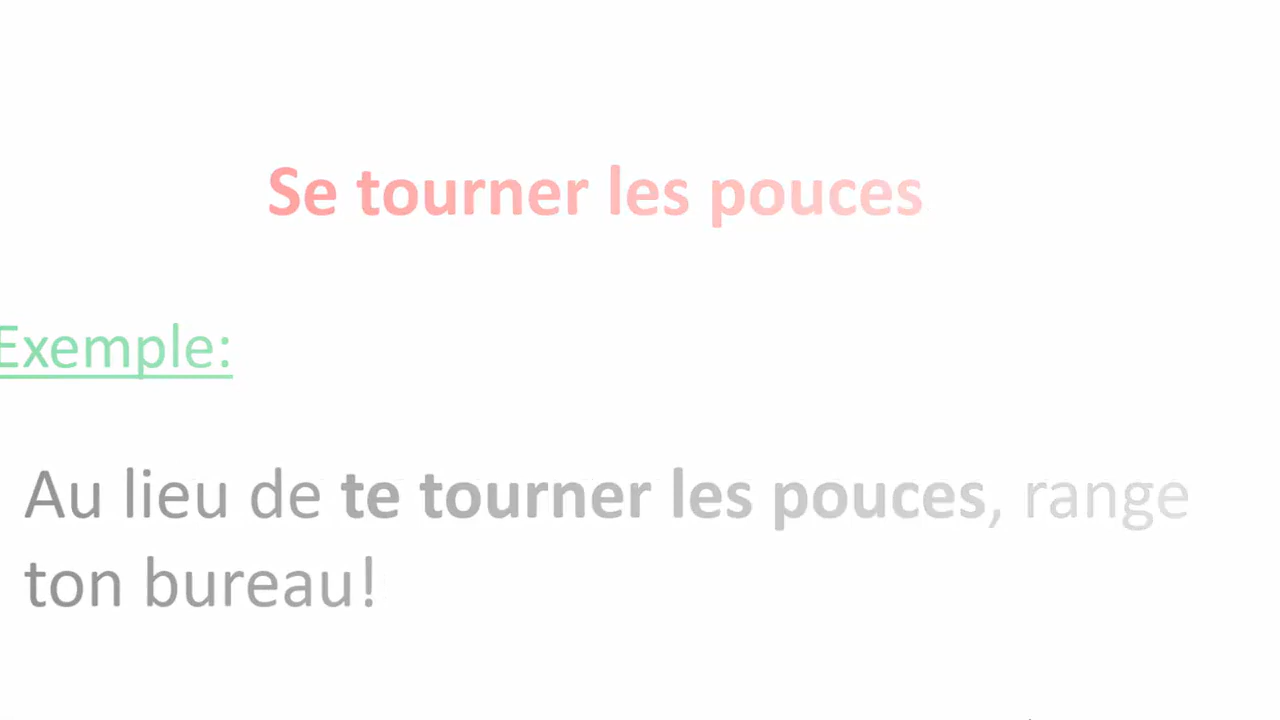 Se tourner les pouces
Exemple:
Au lieu de te tourner les pouces, range
ton bureau!